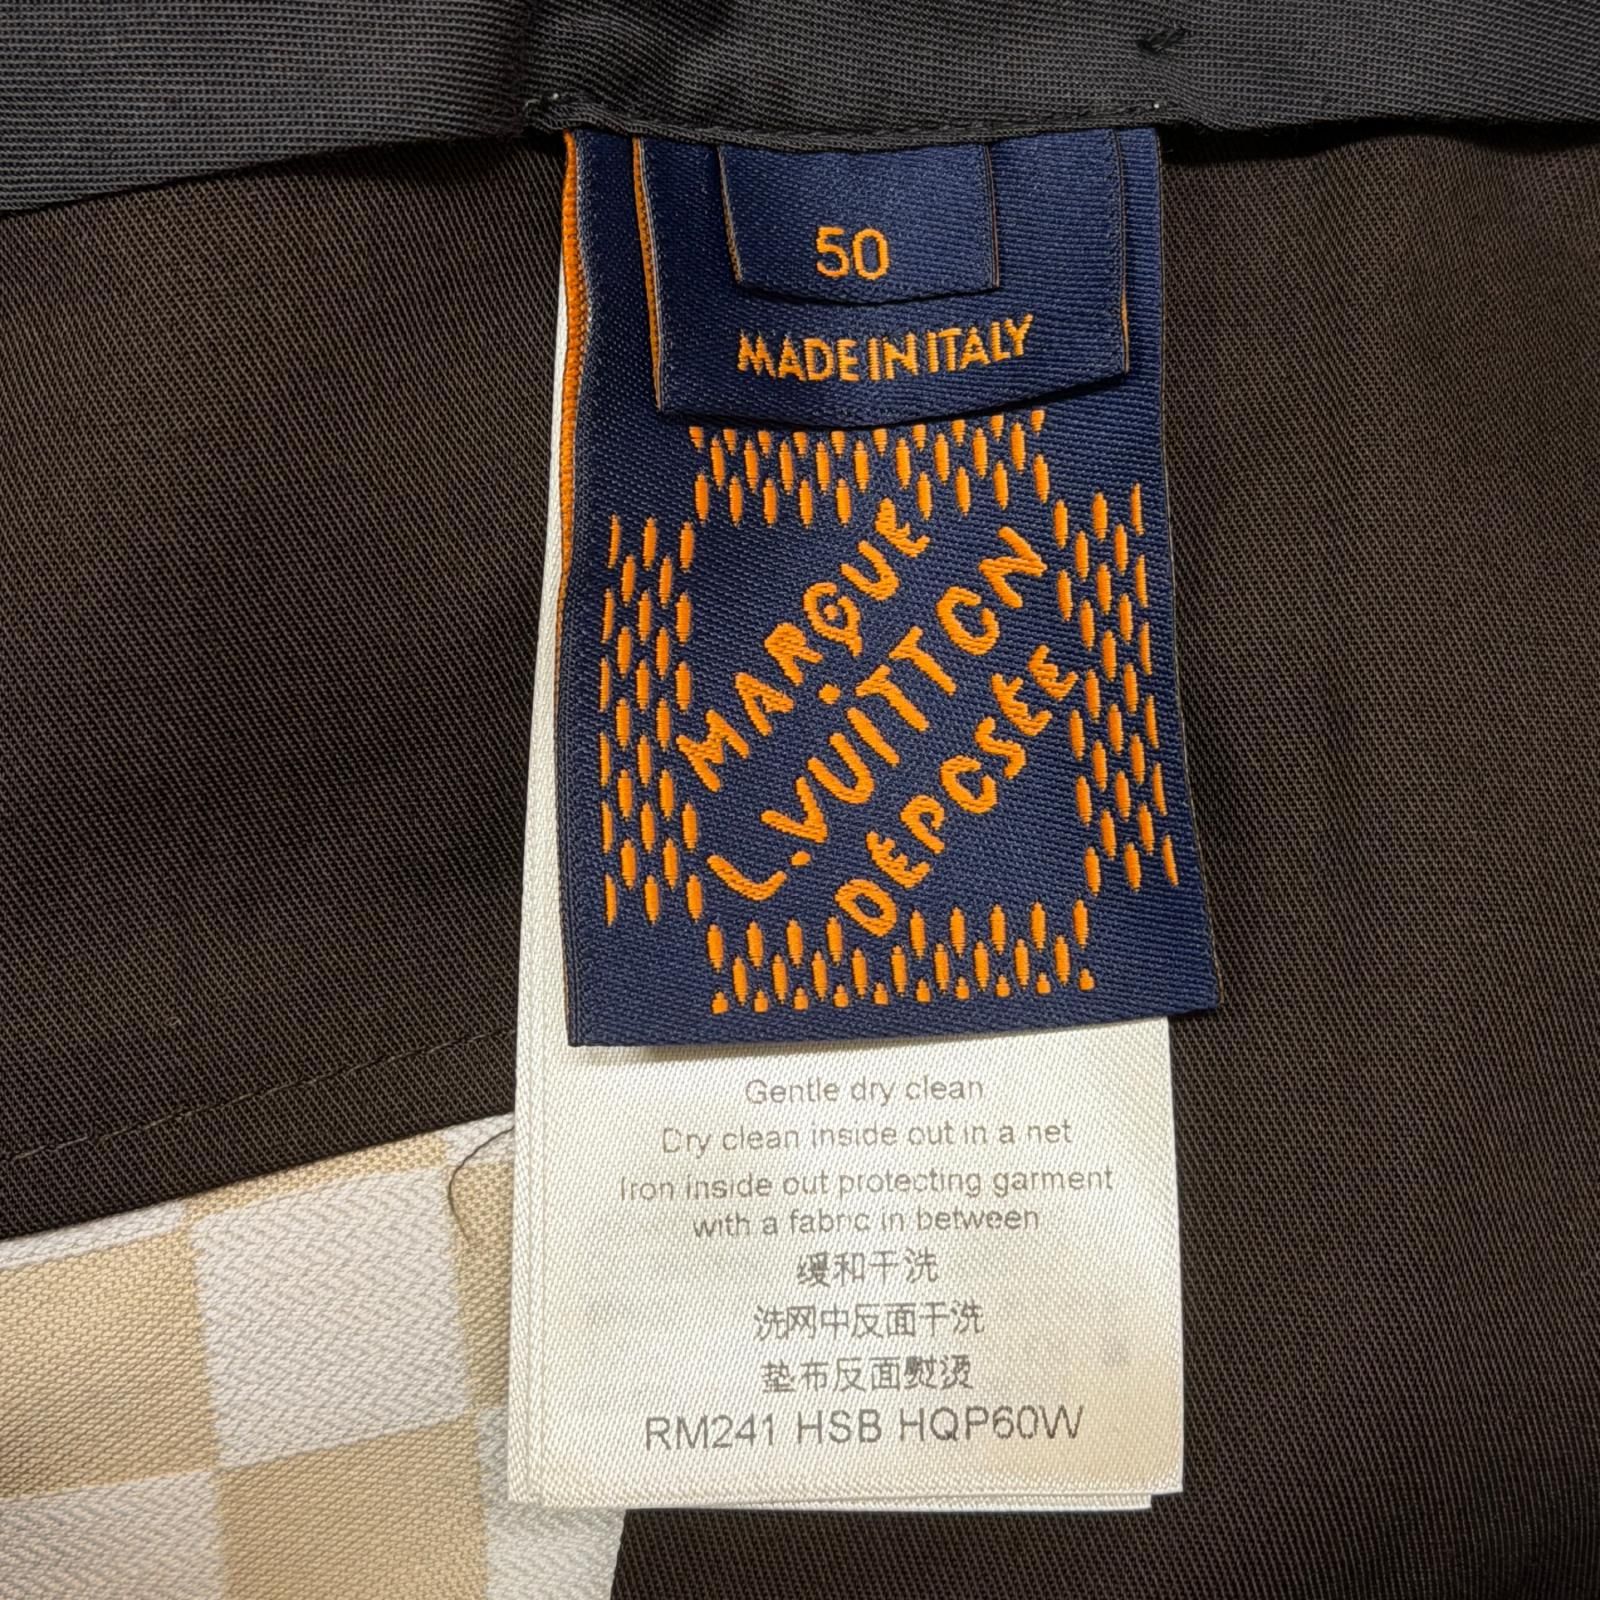 50
MADE IN ITALY
MARQUE
L.VUITTON
DÉPOSÉE
Gentle dry clean
Dry clean inside out in a net
Iron inside out protecting garment
with a fabric in between
缓和干洗
洗网中反面干洗
垫布反面熨烫
RM241 HSB HQP60W